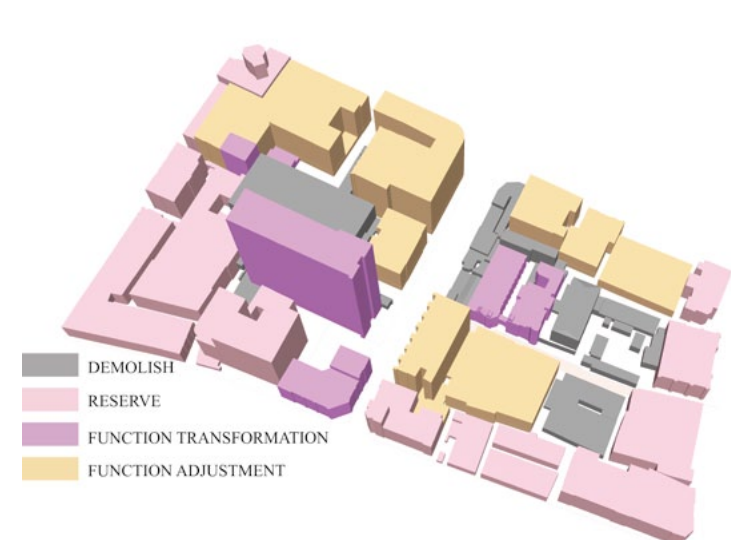 DEMOLISH
RESERVE
FUNCTION TRANSFORMATION
FUNCTION ADJUSTMENT